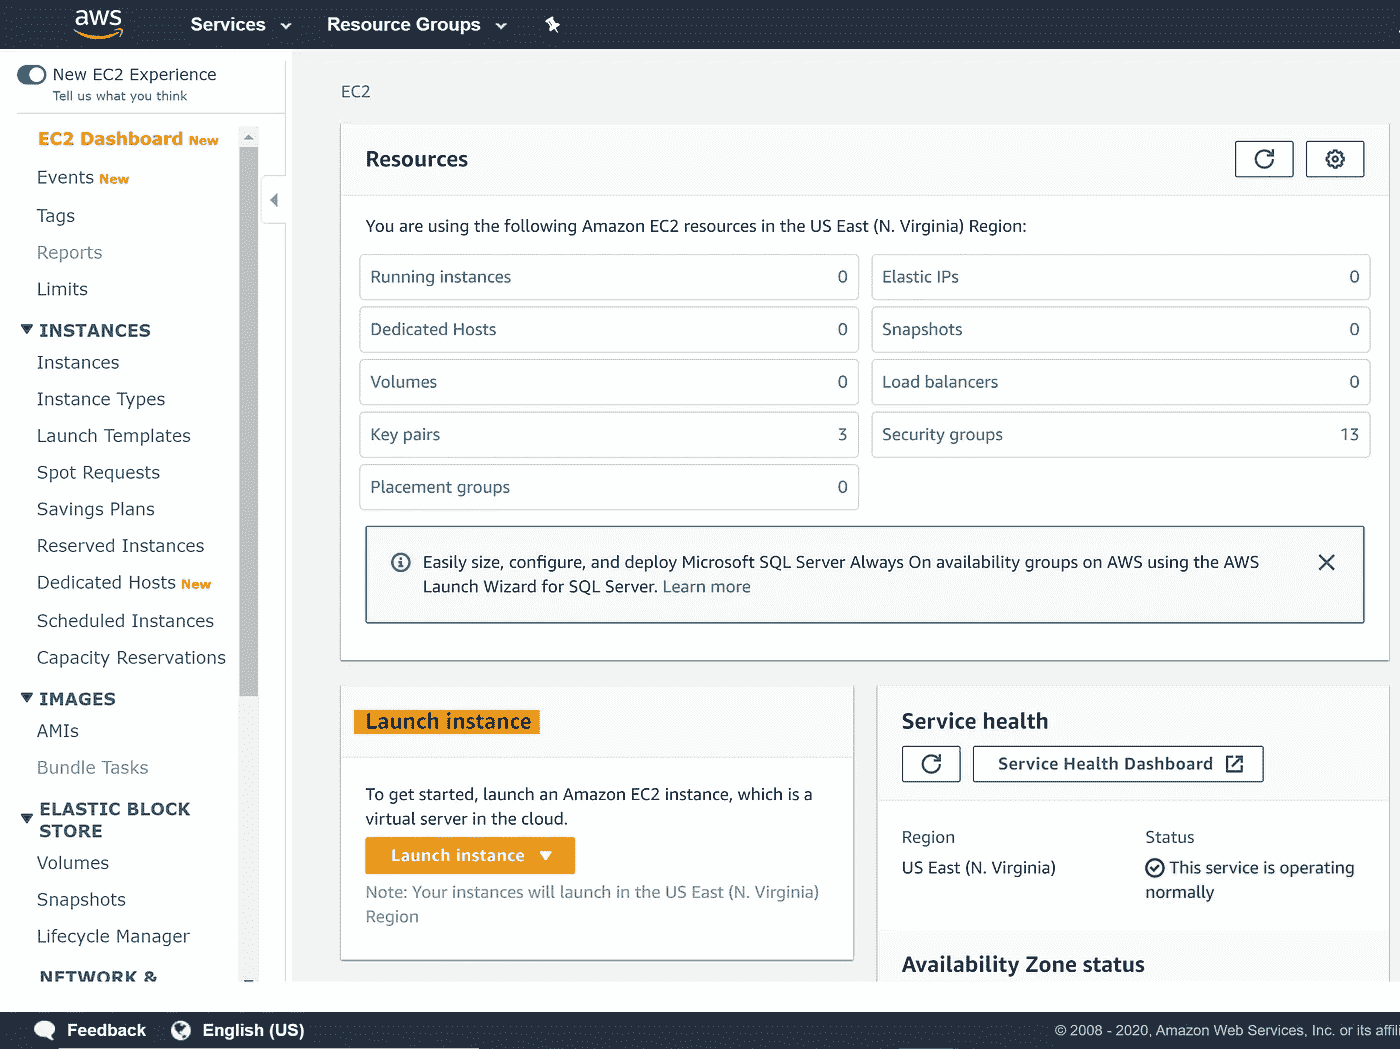 aws
Services
Resource Groups
New EC2 Experience
Tell us what you think
EC2 Dashboard New
Events New
Tags
Reports
Limits
INSTANCES
Instances
Instance Types
Launch Templates
Spot Requests
Savings Plans
Reserved Instances
Dedicated Hosts New
Scheduled Instances
Capacity Reservations
IMAGES
AMIs
Bundle Tasks
ELASTIC BLOCK
STORE
Volumes
Snapshots
Lifecycle Manager
NETWORK &
EC2
Resources
You are using the following Amazon EC2 resources in the US East (N. Virginia) Region:
Running instances 0
Elastic IPs 0
Dedicated Hosts 0
Snapshots 0
Volumes 0
Load balancers 0
Key pairs 3
Security groups 13
Placement groups 0
Easily size, configure, and deploy Microsoft SQL Server Always On availability groups on AWS using the AWS
Launch Wizard for SQL Server. Learn more
Launch instance
To get started, launch an Amazon EC2 instance, which is a
virtual server in the cloud.
Launch instance
Note: Your instances will launch in the US East (N. Virginia)
Region
Service health
Service Health Dashboard
Region
Status
US East (N. Virginia)
This service is operating
normally
Availability Zone status
Feedback
English (US)
© 2008 - 2020, Amazon Web Services, Inc. or its affili